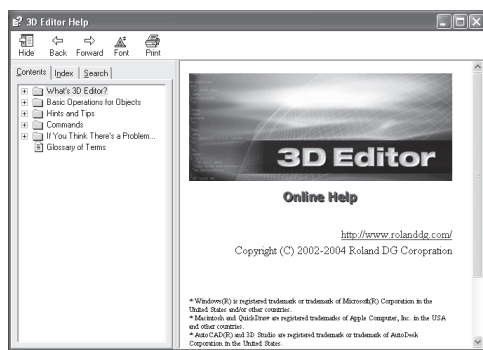 3D Editor Help
Hide Back Forward Font Print
Contents Index Search
What's 3D Editor?
Basic Operations for Objects
Hints and Tips
Commands
If You Think There's a Problem...
Glossary of Terms
3D Editor
Online Help
http://www.rolanddg.com/
Copyright (C) 2002-2004 Roland DG Coropration
* Windows(R) is registered trademark or trademark of Microsoft(R) Corporation in the
United States and/or other countries.
* Macintosh and QuickDraw are registered trademarks of Apple Computer, Inc. in the USA
and other countries.
* AutoCAD(R) and 3D Studio are registered trademark or trademark of AutoDesk
Corporation in the United States.